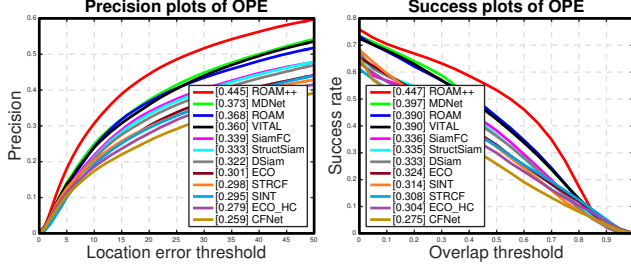 Precision plots of OPE
Precision
0.6
0.5
0.4
0.3
0.2
0.1
0
[0.445] ROAM++
[0.373] MDNet
[0.368] ROAM
[0.360] VITAL
[0.339] SiamFC
[0.333] StructSiam
[0.322] DSiam
[0.301] ECO
[0.298] STRCF
[0.295] SINT
[0.279] ECO_HC
[0.259] CFNet
0 5 10 15 20 25 30 35 40 45 50
Location error threshold
Success plots of OPE
Success rate
0.8
0.7
0.6
0.5
0.4
0.3
0.2
0.1
0
[0.447] ROAM++
[0.397] MDNet
[0.390] ROAM
[0.390] VITAL
[0.336] SiamFC
[0.335] StructSiam
[0.333] DSiam
[0.324] ECO
[0.314] SINT
[0.308] STRCF
[0.304] ECO_HC
[0.275] CFNet
0 0.1 0.2 0.3 0.4 0.5 0.6 0.7 0.8 0.9 1
Overlap threshold